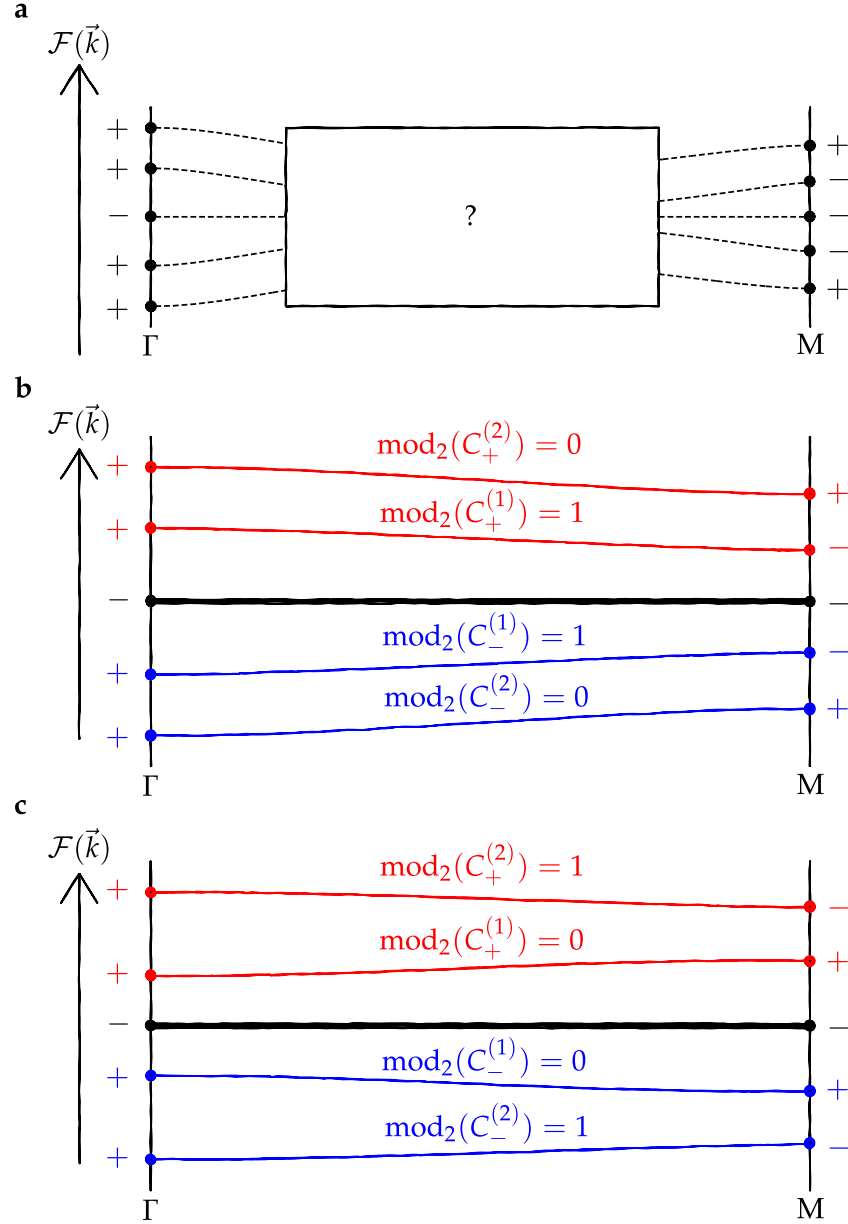 a
𝓕(k⃗)
+ +
+ −
− ? −
+ −
+ +
Γ M
b
𝓕(k⃗)
+ mod₂(C₊⁽²⁾) = 0 +
+ mod₂(C₊⁽¹⁾) = 1 −
− −
+ mod₂(C₋⁽¹⁾) = 1 −
+ mod₂(C₋⁽²⁾) = 0 +
Γ M
c
𝓕(k⃗)
+ mod₂(C₊⁽²⁾) = 1 −
+ mod₂(C₊⁽¹⁾) = 0 +
− −
+ mod₂(C₋⁽¹⁾) = 0 +
+ mod₂(C₋⁽²⁾) = 1 −
Γ M